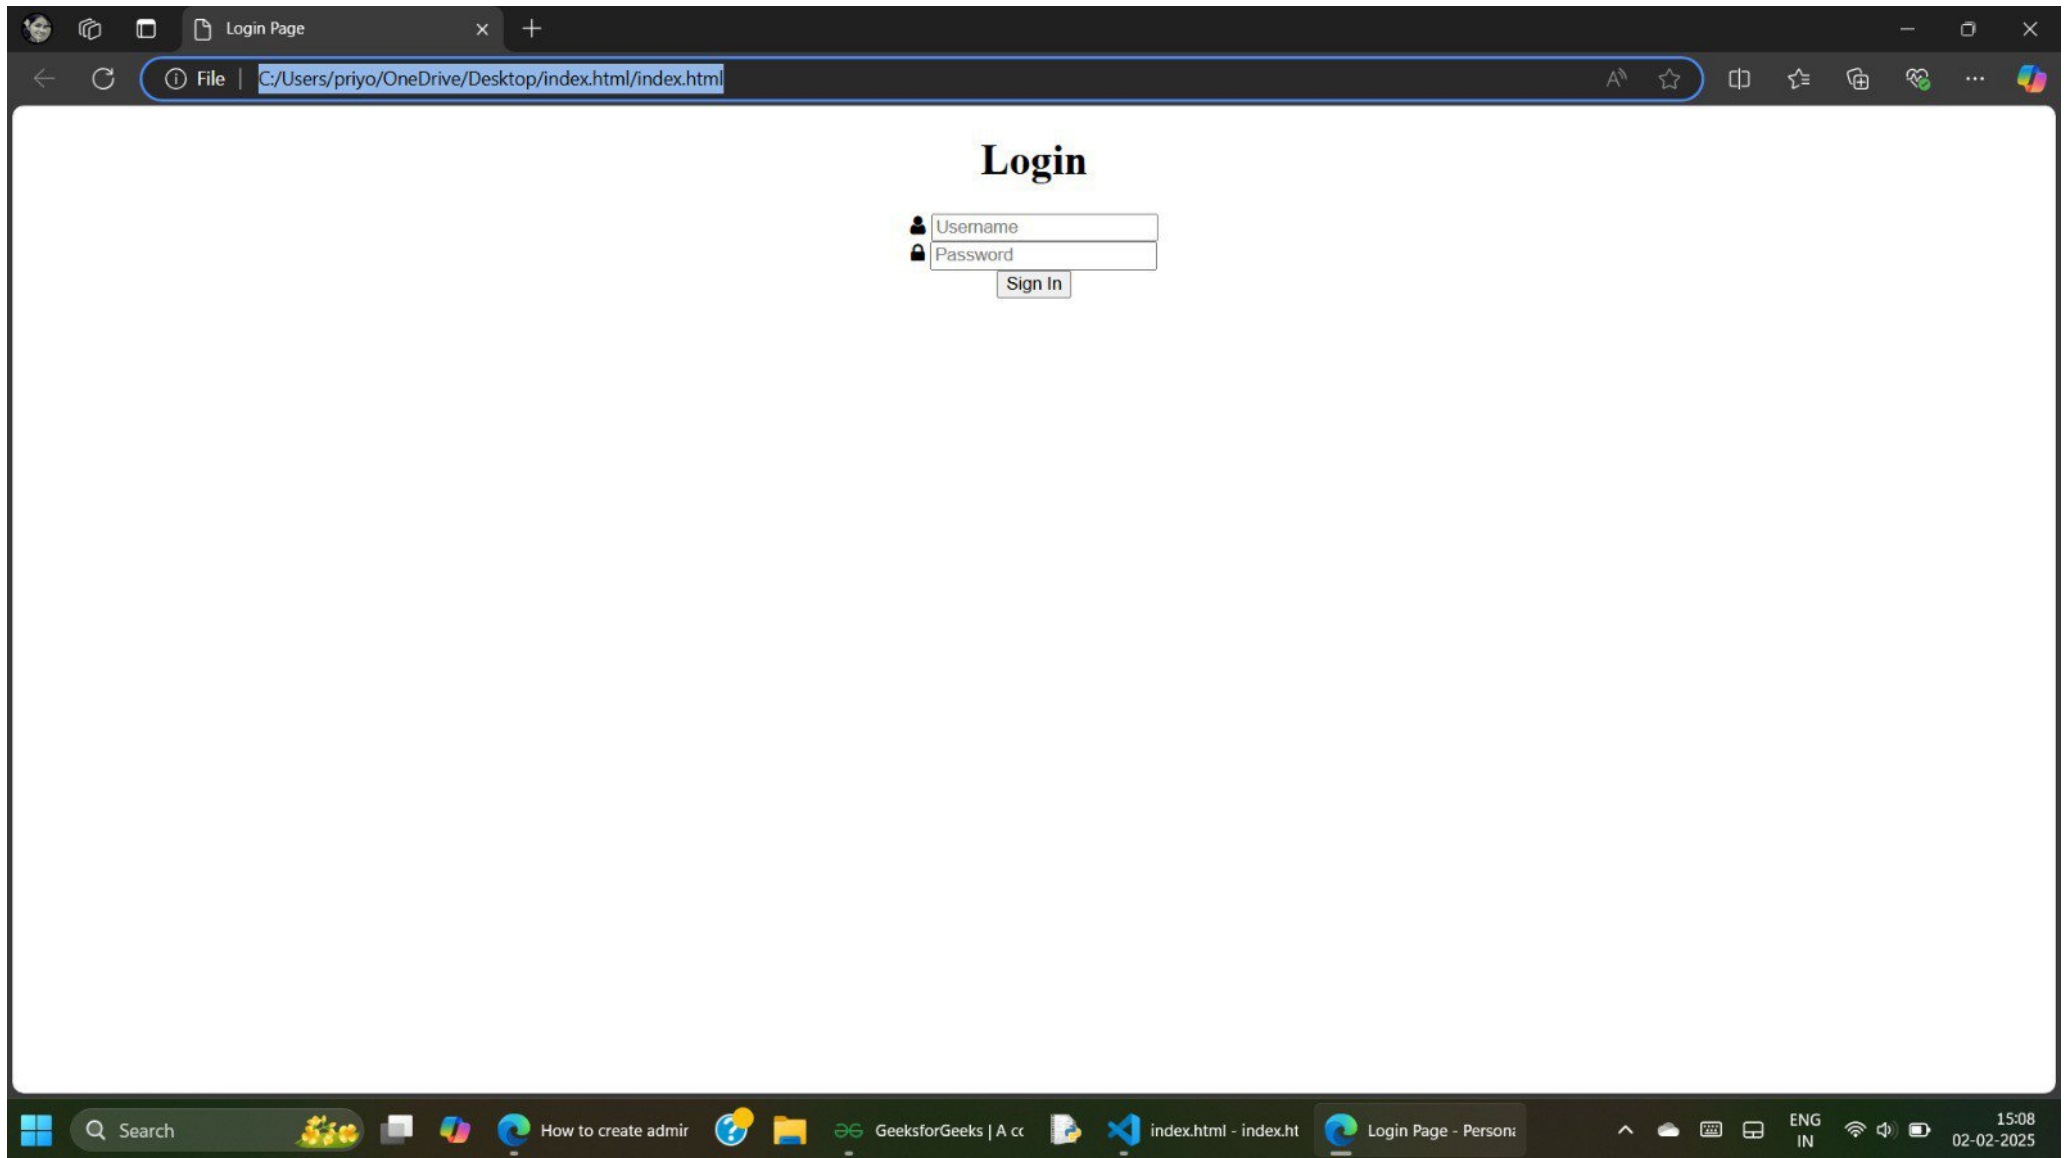 Login Page
File
C:/Users/priyo/OneDrive/Desktop/index.html/index.html
Login
Username
Password
Sign In
Search
How to create admir
GeeksforGeeks | A cc
index.html - index.ht
Login Page - Persona
ENG
IN
15:08
02-02-2025